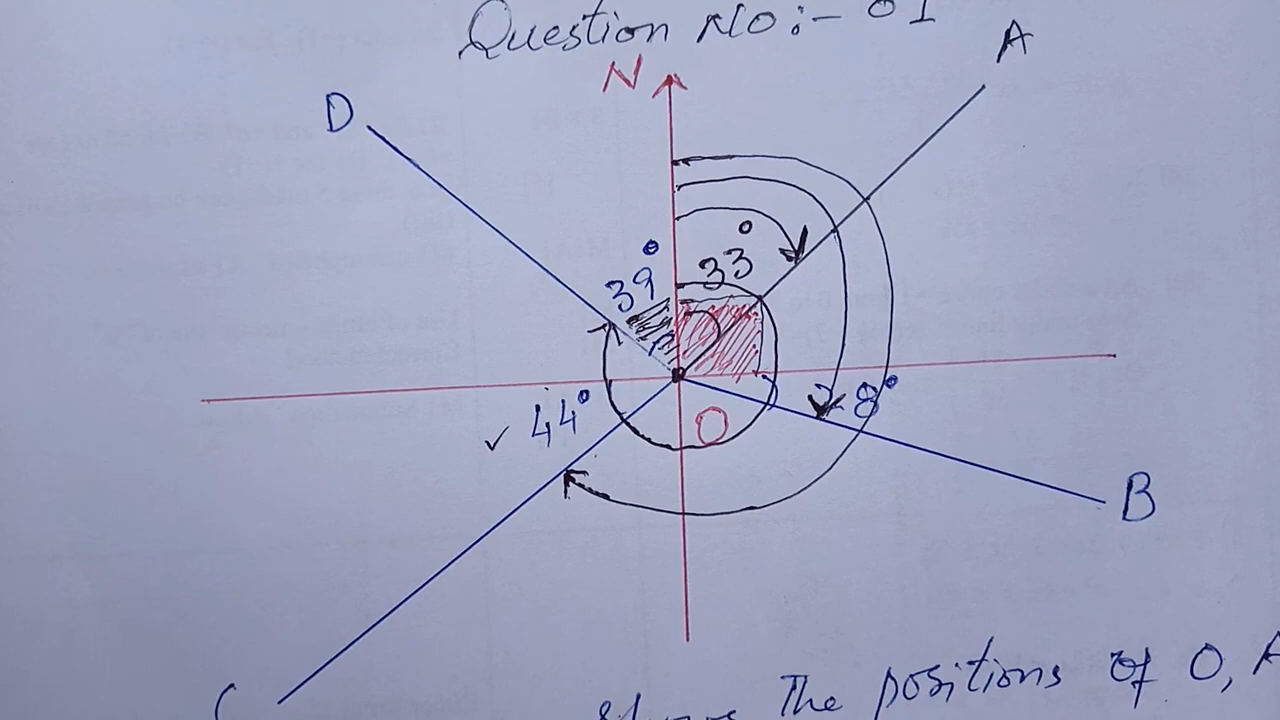 Question No :- 01
N
A
D
39°
33°
44°
8°
O
B
C
The positions of O, A